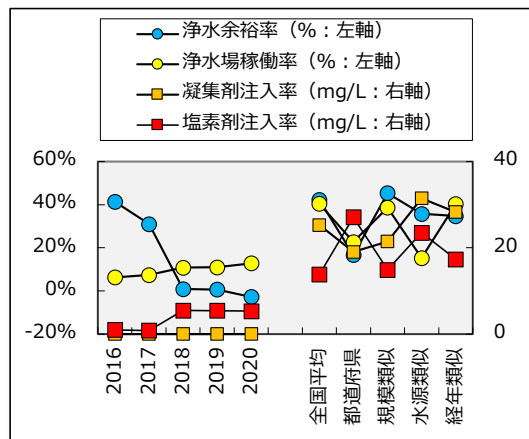 浄水余裕率（%：左軸）
浄水場稼働率（%：左軸）
凝集剤注入率（mg/L：右軸）
塩素剤注入率（mg/L：右軸）
60%
40%
20%
0%
-20%
40
20
0
2016
2017
2018
2019
2020
全国平均
都道府県
規模類似
水源類似
経年類似